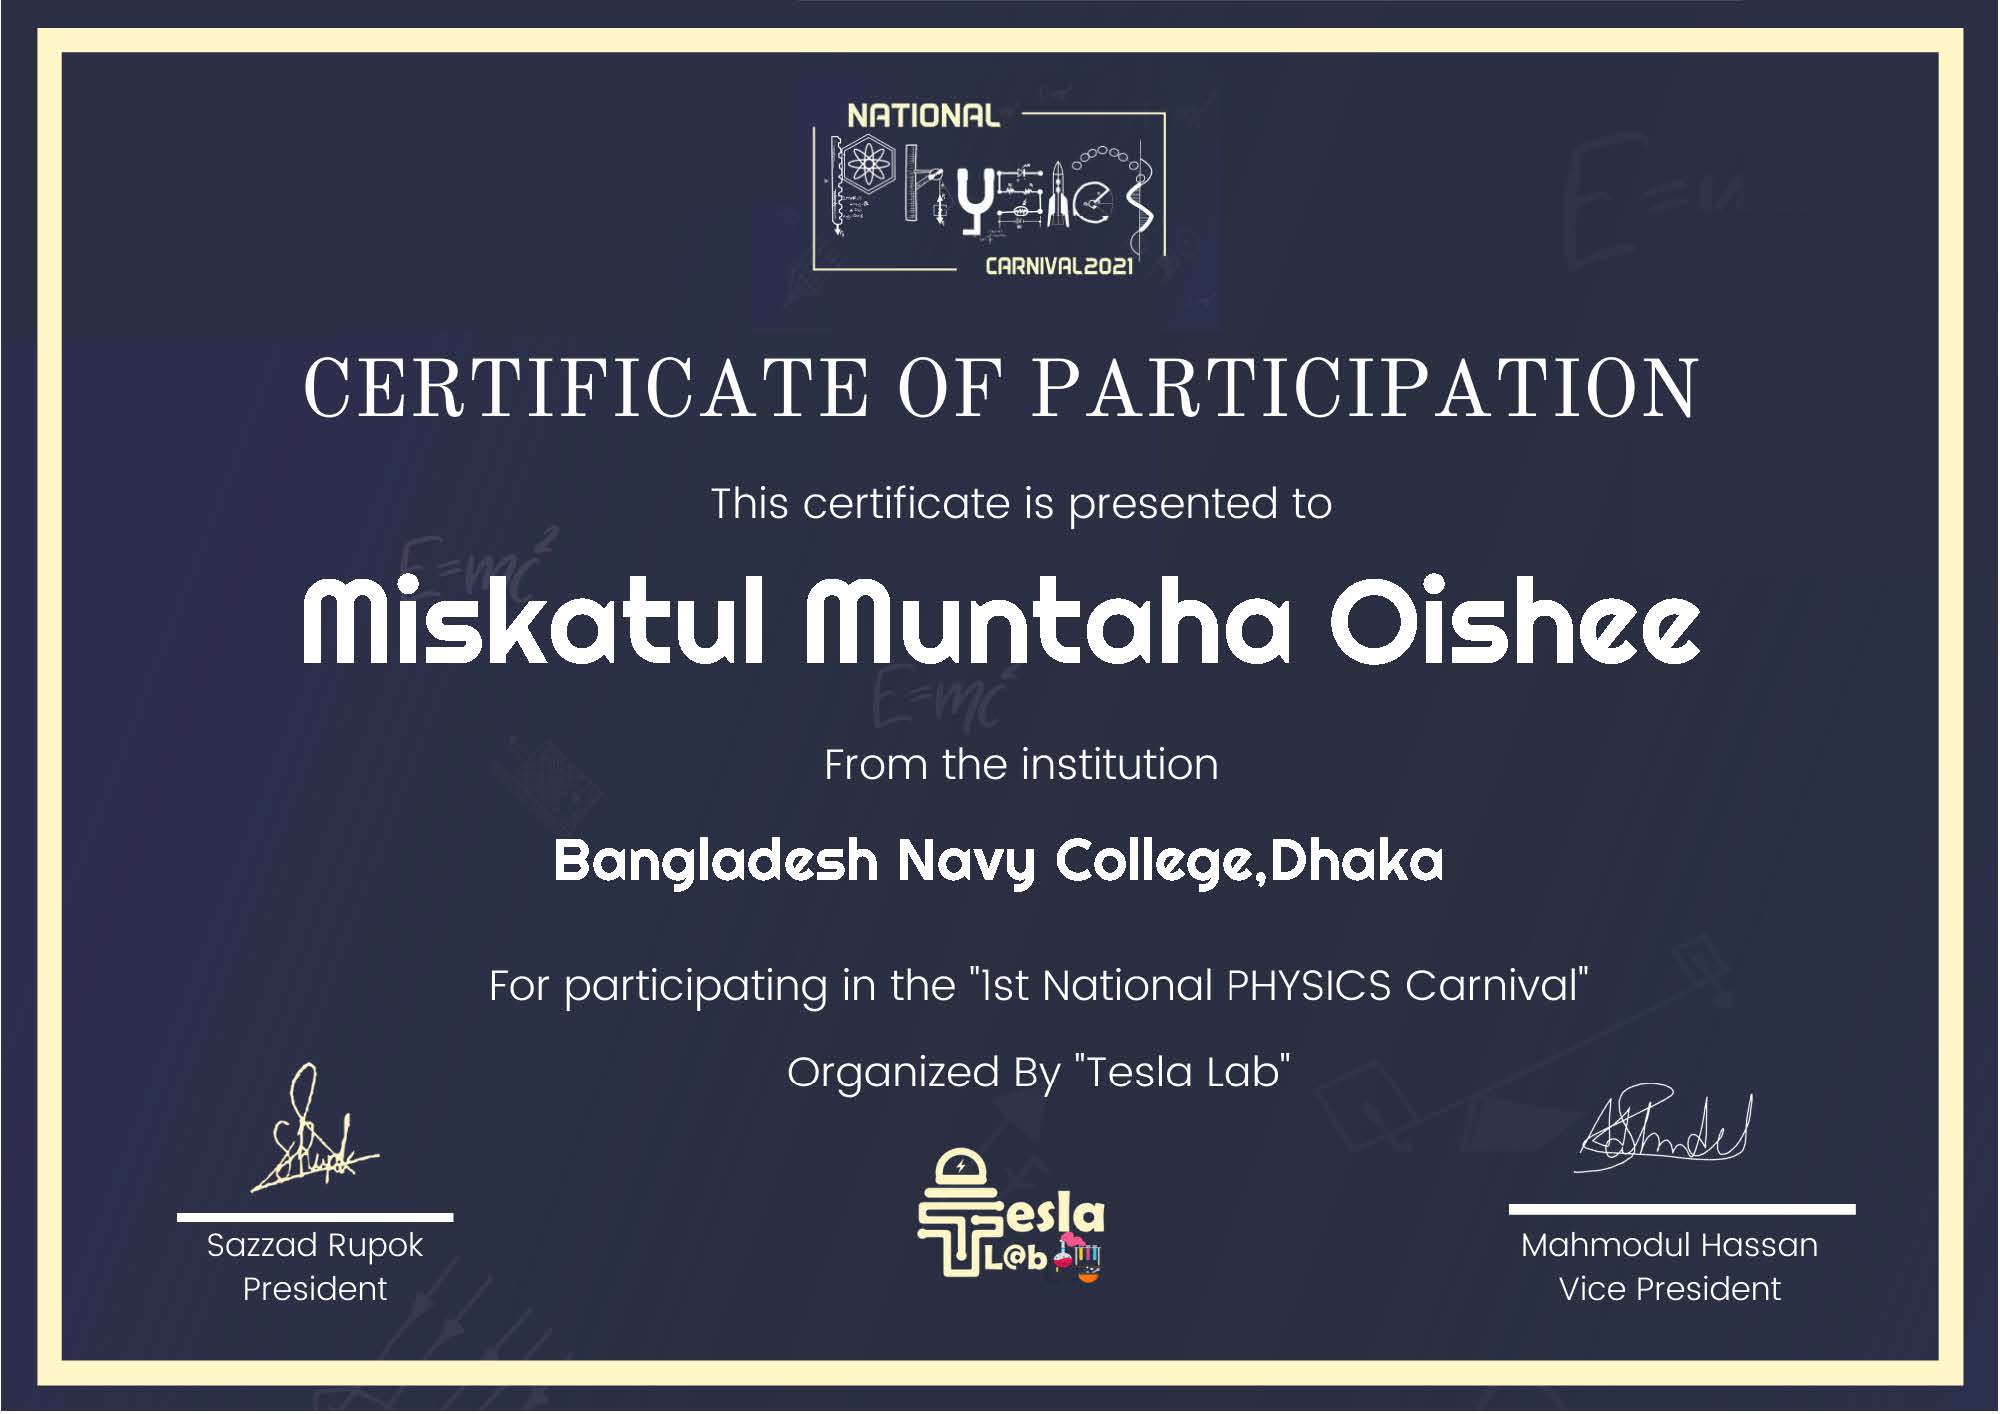 NATIONAL
Physics
CARNIVAL2021
CERTIFICATE OF PARTICIPATION
This certificate is presented to
E=mc²
Miskatul Muntaha Oishee
E=mc²
From the institution
Bangladesh Navy College,Dhaka
For participating in the "1st National PHYSICS Carnival"
Organized By "Tesla Lab"
Tesla
L@b
Sazzad Rupok
President
Mahmodul Hassan
Vice President